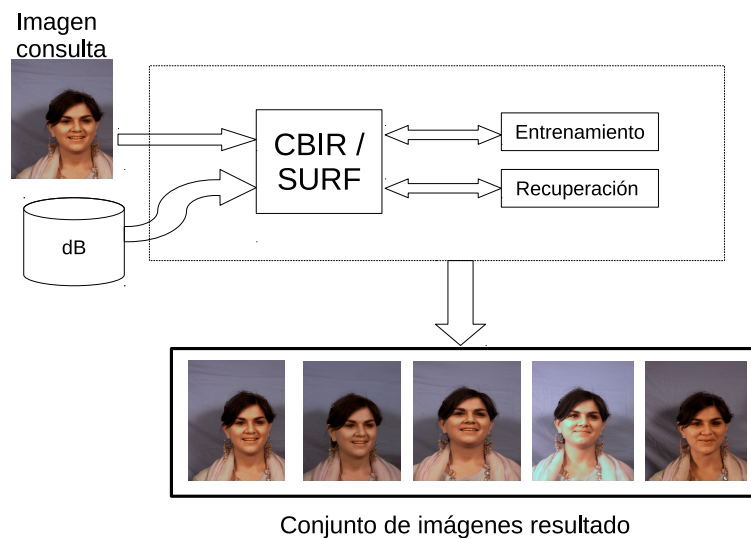 Imagen
consulta
CBIR /
SURF
Entrenamiento
Recuperación
dB
Conjunto de imágenes resultado